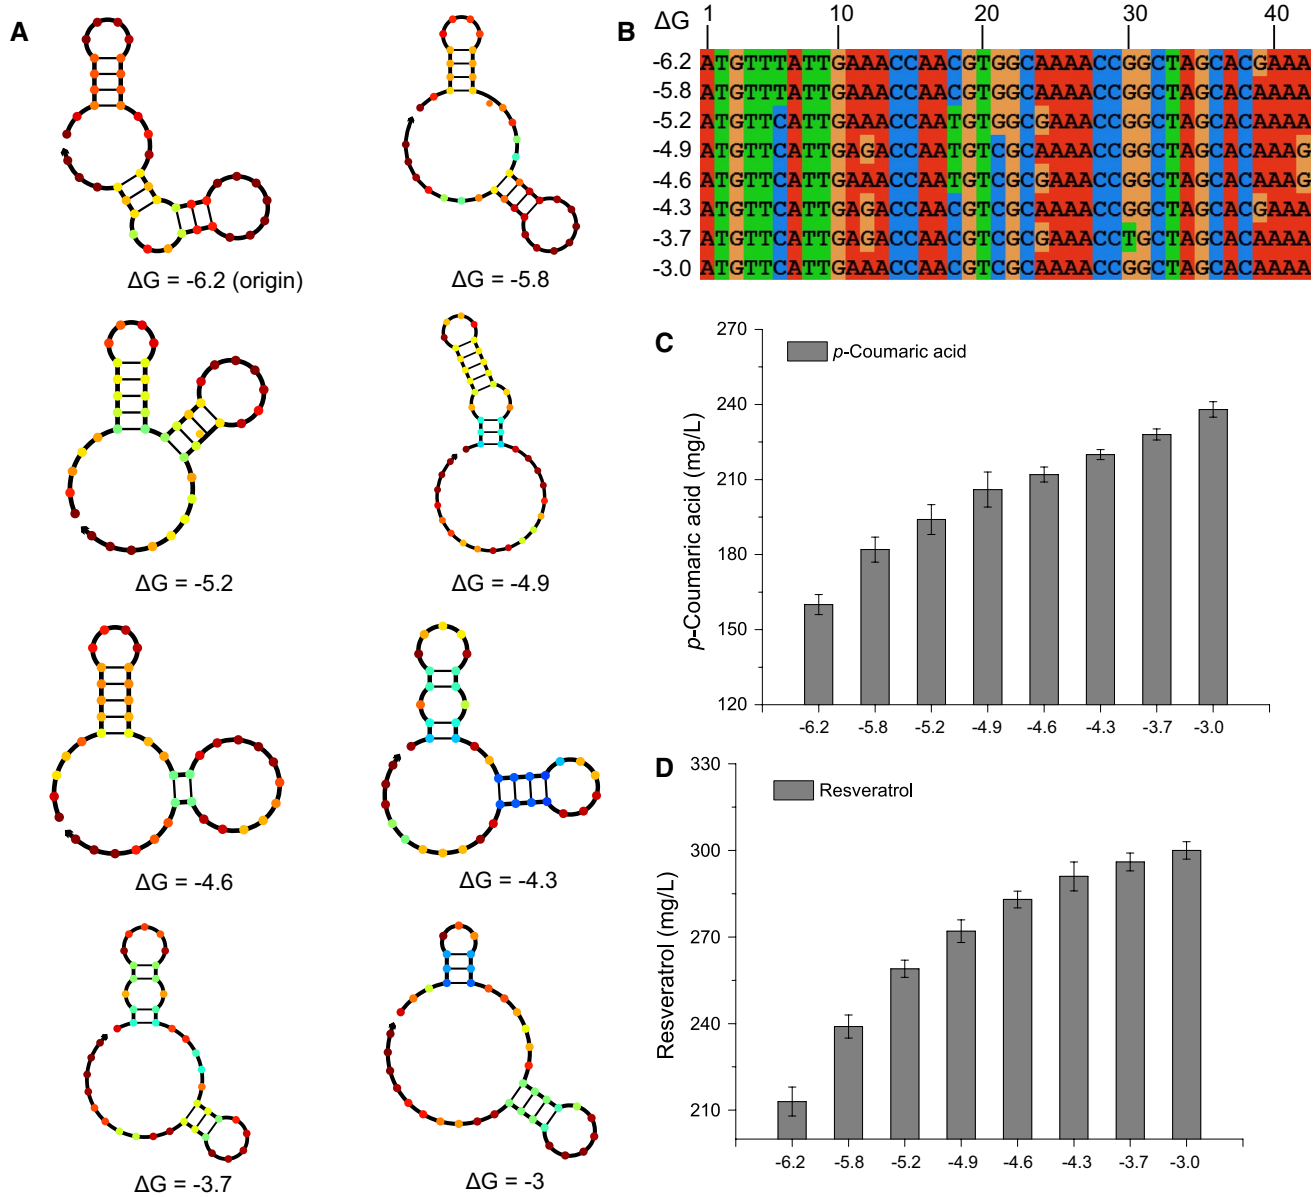 A
ΔG = -6.2 (origin)
ΔG = -5.8
ΔG = -5.2
ΔG = -4.9
ΔG = -4.6
ΔG = -4.3
ΔG = -3.7
ΔG = -3
B
ΔG 1 10 20 30 40
-6.2 ATGTTTATTGAAACCAACGTGGCAAAACCGGCTAGCACGAAA
-5.8 ATGTTTATTGAAACCAACGTGGCAAAACCGGCTAGCACAAAA
-5.2 ATGTTCATTGAAACCAATGTGGCGAAACCGGCTAGCACAAAA
-4.9 ATGTTCATTGAGACCAATGTCGCAAAACCGGCTAGCACAAAG
-4.6 ATGTTCATTGAAACCAATGTCGCGAAACCGGCTAGCACAAAG
-4.3 ATGTTCATTGAGACCAACGTCGCAAAACCGGCTAGCACGAAA
-3.7 ATGTTCATTGAGACCAACGTCGCGAAACCTGCTAGCACAAAA
-3.0 ATGTTCATTGAAACCAACGTCGCAAAACCGGCTAGCACAAAA
C
p-Coumaric acid
p-Coumaric acid (mg/L)
270
240
210
180
150
120
-6.2 -5.8 -5.2 -4.9 -4.6 -4.3 -3.7 -3.0
D
Resveratrol
Resveratrol (mg/L)
330
300
270
240
210
-6.2 -5.8 -5.2 -4.9 -4.6 -4.3 -3.7 -3.0